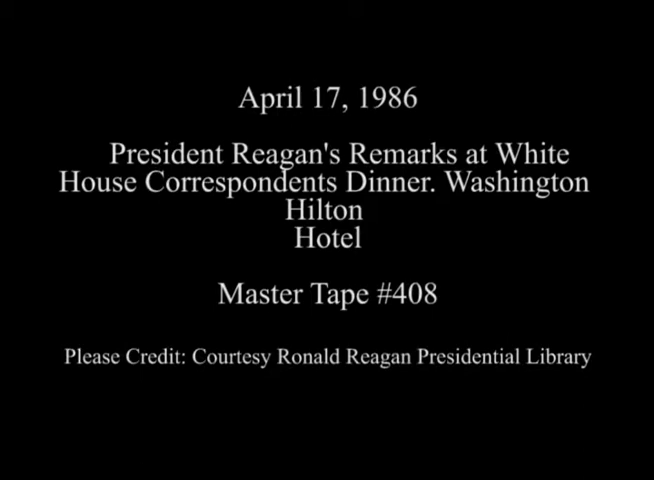 April 17, 1986
President Reagan's Remarks at White
House Correspondents Dinner. Washington
Hilton
Hotel
Master Tape #408
Please Credit: Courtesy Ronald Reagan Presidential Library